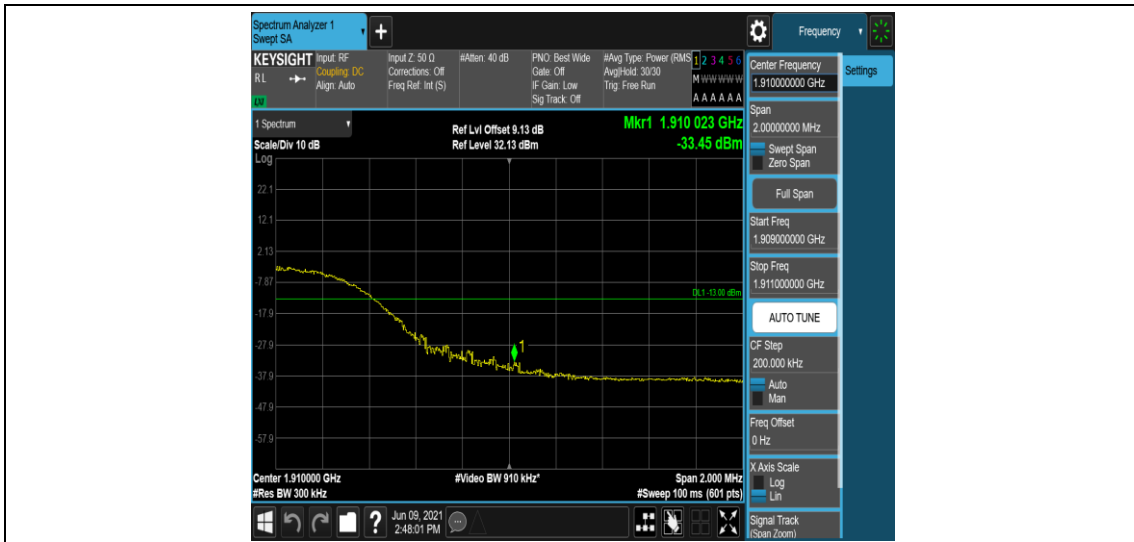 Spectrum Analyzer 1
Swept SA
+
Frequency
KEYSIGHT
RL
Input: RF
Coupling: DC
Align: Auto
Input Z: 50 Ω
Corrections: Off
Freq Ref: Int (S)
#Atten: 40 dB
PNO: Best Wide
Gate: Off
IF Gain: Low
Sig Track: Off
#Avg Type: Power (RMS
Avg|Hold: 30/30
Trig: Free Run
1 2 3 4 5 6
M W W W W W
A A A A A A
1 Spectrum
Scale/Div 10 dB
Log
Ref Lvl Offset 9.13 dB
Ref Level 32.13 dBm
Mkr1 1.910 023 GHz
-33.45 dBm
22.1
12.1
2.13
-7.87
DL1 -13.00 dBm
-17.9
-27.9
1
-37.9
-47.9
-57.9
Center 1.910000 GHz
#Res BW 300 kHz
#Video BW 910 kHz*
Span 2.000 MHz
#Sweep 100 ms (601 pts)
?
Jun 09, 2021
2:48:01 PM
Center Frequency
1.910000000 GHz
Settings
Span
2.00000000 MHz
Swept Span
Zero Span
Full Span
Start Freq
1.909000000 GHz
Stop Freq
1.911000000 GHz
AUTO TUNE
CF Step
200.000 kHz
Auto
Man
Freq Offset
0 Hz
X Axis Scale
Log
Lin
Signal Track
(Span Zoom)